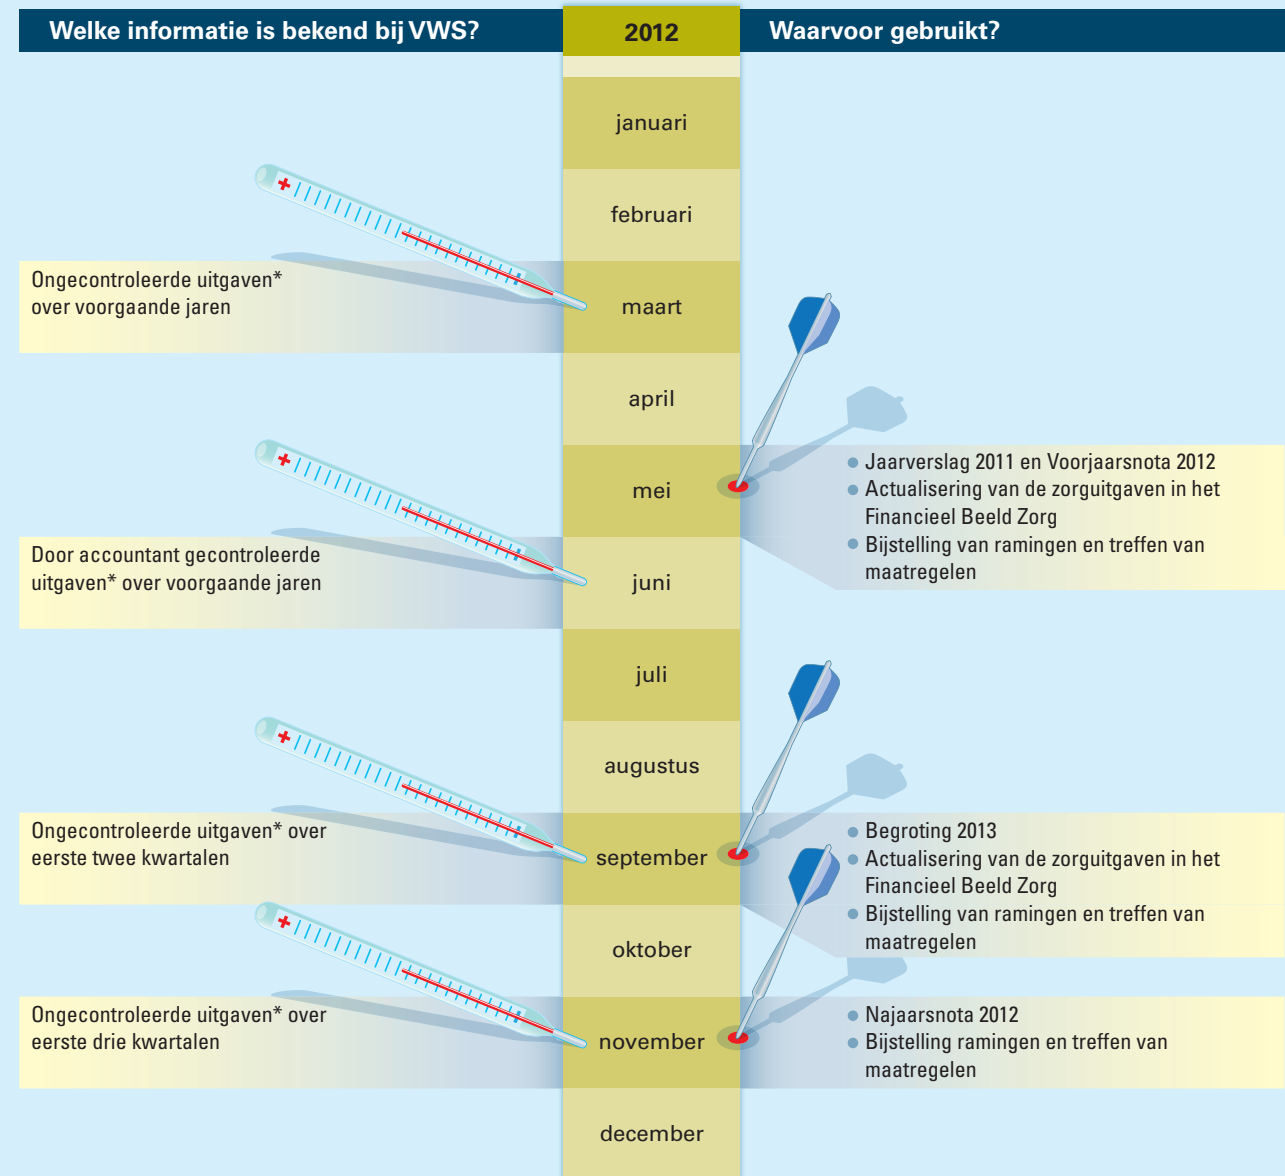 Welke informatie is bekend bij VWS?
2012
Waarvoor gebruikt?
januari
februari
Ongecontroleerde uitgaven*
over voorgaande jaren
maart
april
mei
● Jaarverslag 2011 en Voorjaarsnota 2012
● Actualisering van de zorguitgaven in het
Financieel Beeld Zorg
● Bijstelling van ramingen en treffen van
maatregelen
Door accountant gecontroleerde
uitgaven* over voorgaande jaren
juni
juli
augustus
Ongecontroleerde uitgaven* over
eerste twee kwartalen
september
● Begroting 2013
● Actualisering van de zorguitgaven in het
Financieel Beeld Zorg
● Bijstelling van ramingen en treffen van
maatregelen
oktober
Ongecontroleerde uitgaven* over
eerste drie kwartalen
november
● Najaarsnota 2012
● Bijstelling ramingen en treffen van
maatregelen
december